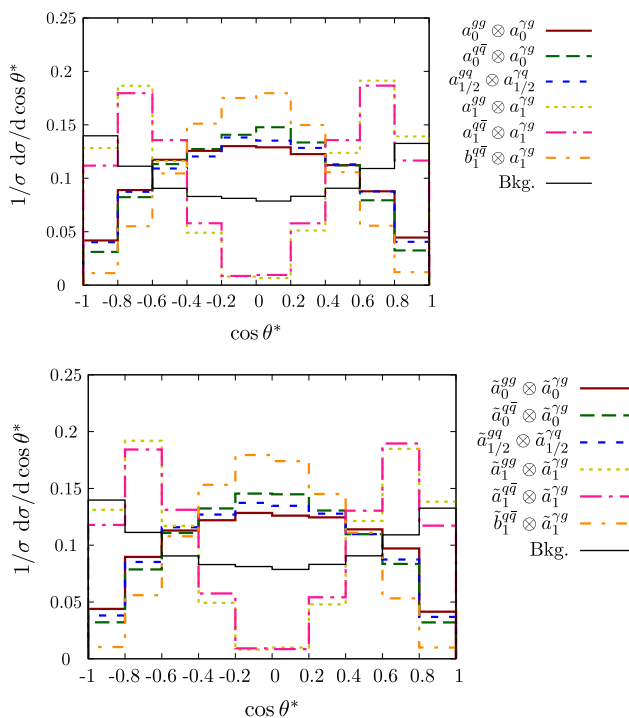 0.25
0.2
0.15
0.1
0.05
0
1/σ dσ/d cos θ*
-1 -0.8 -0.6 -0.4 -0.2 0 0.2 0.4 0.6 0.8 1
cos θ*
a_0^{gg} ⊗ a_0^{γg}
a_0^{qq̄} ⊗ a_0^{γg}
a_{1/2}^{gq} ⊗ a_{1/2}^{γq}
a_1^{gg} ⊗ a_1^{γg}
a_1^{qq̄} ⊗ a_1^{γg}
b_1^{qq̄} ⊗ a_1^{γg}
Bkg.
0.25
0.2
0.15
0.1
0.05
0
1/σ dσ/d cos θ*
-1 -0.8 -0.6 -0.4 -0.2 0 0.2 0.4 0.6 0.8 1
cos θ*
ã_0^{gg} ⊗ ã_0^{γg}
ã_0^{qq̄} ⊗ ã_0^{γg}
ã_{1/2}^{gq} ⊗ ã_{1/2}^{γq}
ã_1^{gg} ⊗ ã_1^{γg}
ã_1^{qq̄} ⊗ ã_1^{γg}
b̃_1^{qq̄} ⊗ ã_1^{γg}
Bkg.